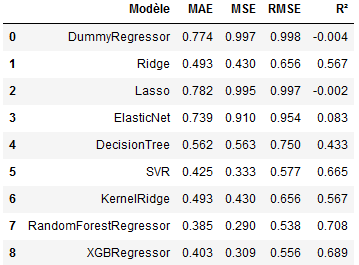 Modèle MAE MSE RMSE R²
0 DummyRegressor 0.774 0.997 0.998 -0.004
1 Ridge 0.493 0.430 0.656 0.567
2 Lasso 0.782 0.995 0.997 -0.002
3 ElasticNet 0.739 0.910 0.954 0.083
4 DecisionTree 0.562 0.563 0.750 0.433
5 SVR 0.425 0.333 0.577 0.665
6 KernelRidge 0.493 0.430 0.656 0.567
7 RandomForestRegressor 0.385 0.290 0.538 0.708
8 XGBRegressor 0.403 0.309 0.556 0.689